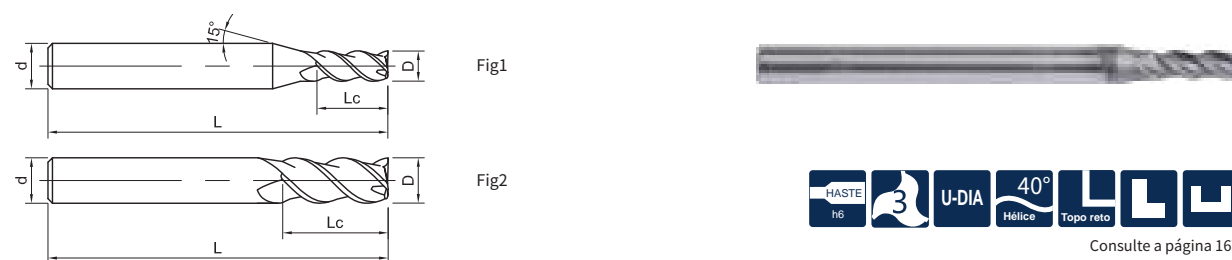 15°
d
D
Lc
L
Fig1
d
D
Lc
L
Fig2
HASTE
h6
3
U-DIA
40°
Hélice
Topo reto
Consulte a página 16